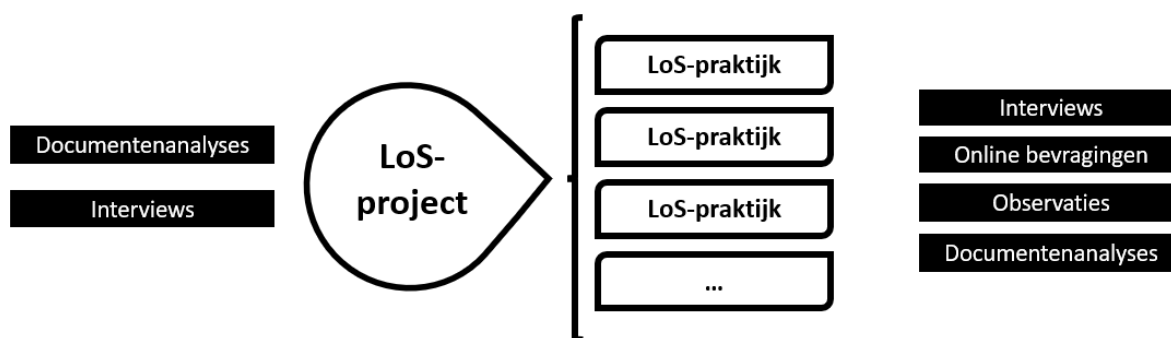 Documentenanalyses
Interviews
LoS-
project
LoS-praktijk
LoS-praktijk
LoS-praktijk
...
Interviews
Online bevragingen
Observaties
Documentenanalyses